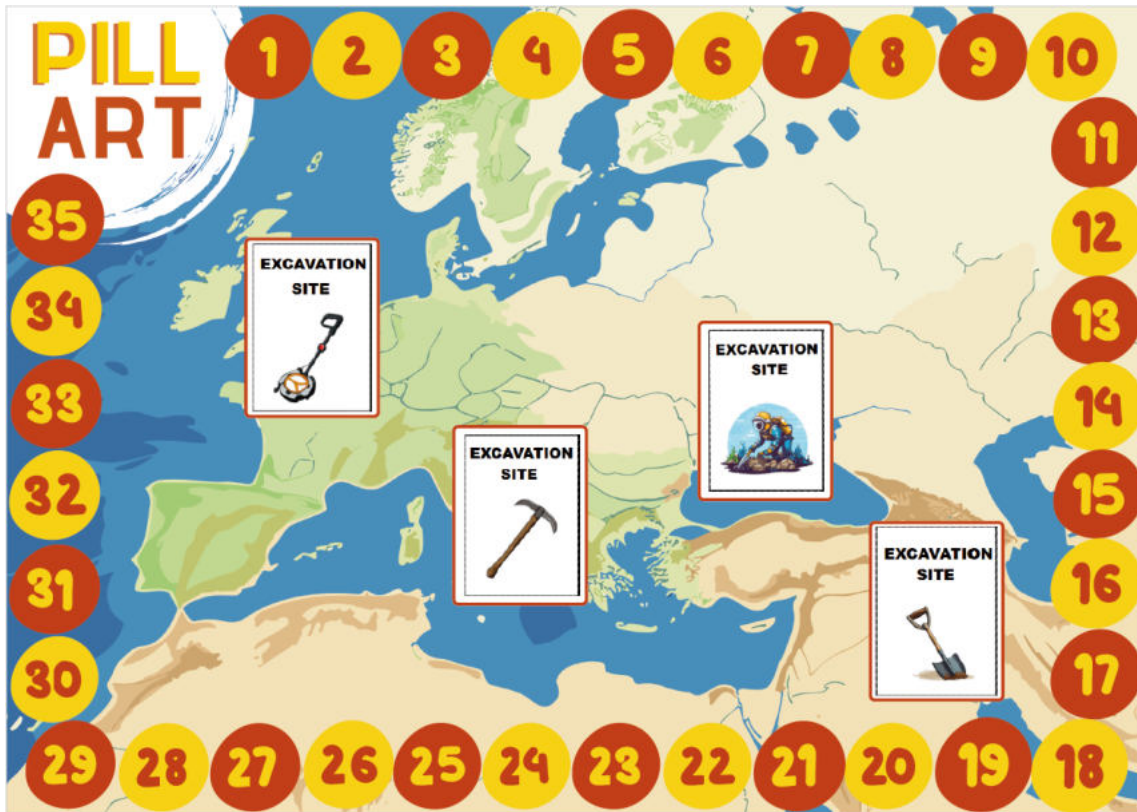 PILL
ART
1 2 3 4 5 6 7 8 9 10
11
12
13
14
15
16
17
18
19
20
21
22
23
24
25
26
27
28
29
30
31
32
33
34
35
EXCAVATION
SITE
EXCAVATION
SITE
EXCAVATION
SITE
EXCAVATION
SITE